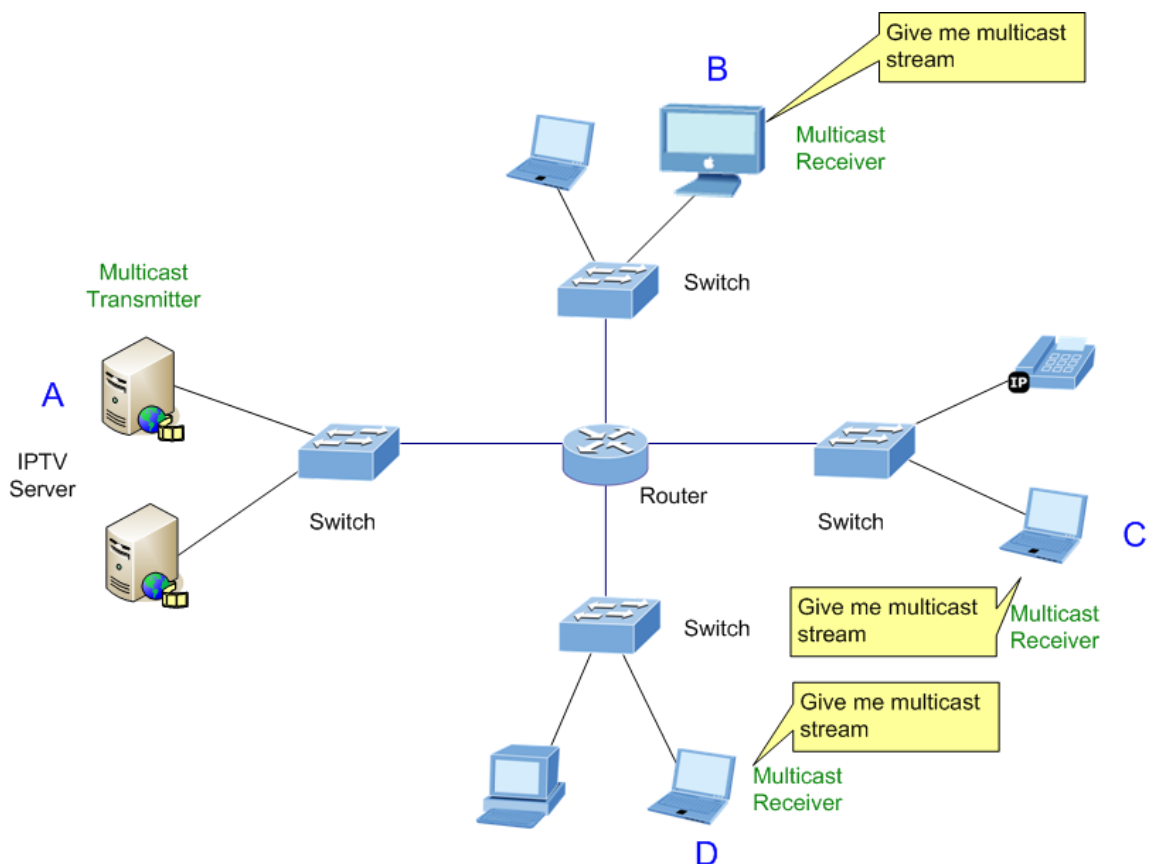 Give me multicast
stream
B
Multicast
Receiver
Switch
Multicast
Transmitter
A
IPTV
Server
Switch
Router
IP
Switch
C
Give me multicast
stream
Multicast
Receiver
Switch
Give me multicast
stream
Multicast
Receiver
D